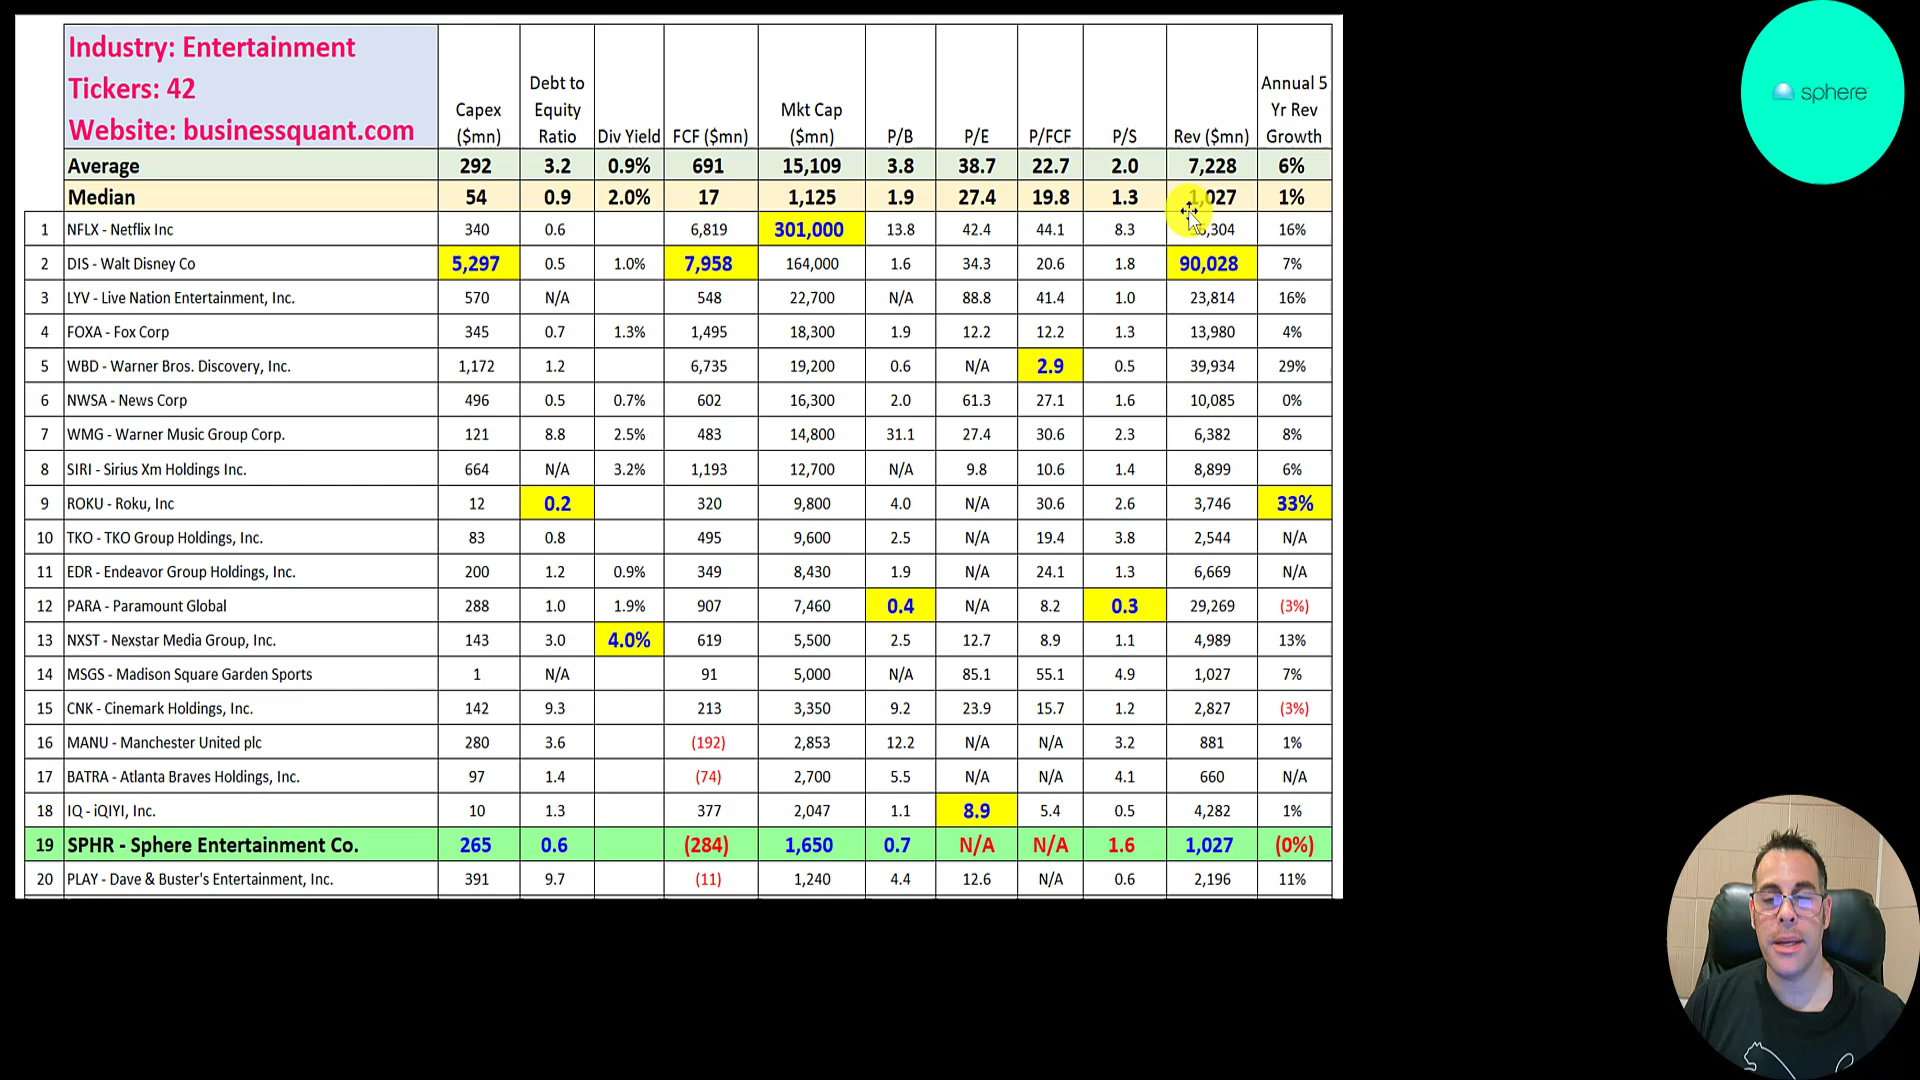 Industry: Entertainment
Tickers: 42
Website: businessquant.com
Capex ($mn) Debt to Equity Ratio Div Yield FCF ($mn) Mkt Cap ($mn) P/B P/E P/FCF P/S Rev ($mn) Annual 5 Yr Rev Growth
Average 292 3.2 0.9% 691 15,109 3.8 38.7 22.7 2.0 7,228 6%
Median 54 0.9 2.0% 17 1,125 1.9 27.4 19.8 1.3 1,027 1%
1 NFLX - Netflix Inc 340 0.6 6,819 301,000 13.8 42.4 44.1 8.3 16%
2 DIS - Walt Disney Co 5,297 0.5 1.0% 7,958 164,000 1.6 34.3 20.6 1.8 90,028 7%
3 LYV - Live Nation Entertainment, Inc. 570 N/A 548 22,700 N/A 88.8 41.4 1.0 23,814 16%
4 FOXA - Fox Corp 345 0.7 1.3% 1,495 18,300 1.9 12.2 12.2 1.3 13,980 4%
5 WBD - Warner Bros. Discovery, Inc. 1,172 1.2 6,735 19,200 0.6 N/A 2.9 0.5 39,934 29%
6 NWSA - News Corp 496 0.5 0.7% 602 16,300 2.0 61.3 27.1 1.6 10,085 0%
7 WMG - Warner Music Group Corp. 121 8.8 2.5% 483 14,800 31.1 27.4 30.6 2.3 6,382 8%
8 SIRI - Sirius Xm Holdings Inc. 664 N/A 3.2% 1,193 12,700 N/A 9.8 10.6 1.4 8,899 6%
9 ROKU - Roku, Inc 12 0.2 320 9,800 4.0 N/A 30.6 2.6 3,746 33%
10 TKO - TKO Group Holdings, Inc. 83 0.8 495 9,600 2.5 N/A 19.4 3.8 2,544 N/A
11 EDR - Endeavor Group Holdings, Inc. 200 1.2 0.9% 349 8,430 1.9 N/A 24.1 1.3 6,669 N/A
12 PARA - Paramount Global 288 1.0 1.9% 907 7,460 0.4 N/A 8.2 0.3 29,269 (3%)
13 NXST - Nexstar Media Group, Inc. 143 3.0 4.0% 619 5,500 2.5 12.7 8.9 1.1 4,989 13%
14 MSGS - Madison Square Garden Sports 1 N/A 91 5,000 N/A 85.1 55.1 4.9 1,027 7%
15 CNK - Cinemark Holdings, Inc. 142 9.3 213 3,350 9.2 23.9 15.7 1.2 2,827 (3%)
16 MANU - Manchester United plc 280 3.6 (192) 2,853 12.2 N/A N/A 3.2 881 1%
17 BATRA - Atlanta Braves Holdings, Inc. 97 1.4 (74) 2,700 5.5 N/A N/A 4.1 660 N/A
18 IQ - iQIYI, Inc. 10 1.3 377 2,047 1.1 8.9 5.4 0.5 4,282 1%
19 SPHR - Sphere Entertainment Co. 265 0.6 (284) 1,650 0.7 N/A N/A 1.6 1,027 (0%)
20 PLAY - Dave & Buster's Entertainment, Inc. 391 9.7 (11) 1,240 4.4 12.6 N/A 0.6 2,196 11%
sphere